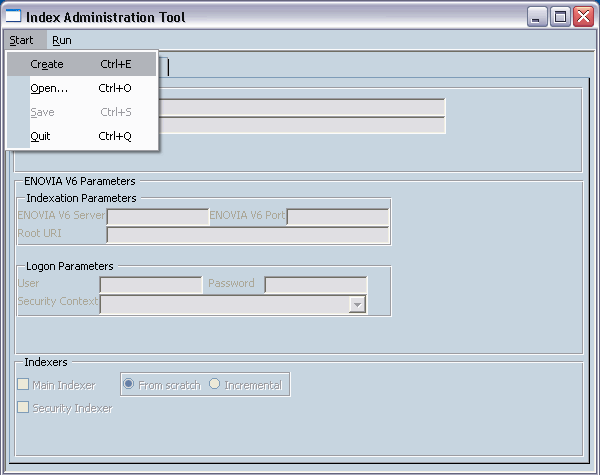 Index Administration Tool
Start Run
Create Ctrl+E
Open... Ctrl+O
Save Ctrl+S
Quit Ctrl+Q
ENOVIA V6 Parameters
Indexation Parameters
ENOVIA V6 Server ENOVIA V6 Port
Root URI
Logon Parameters
User Password
Security Context
Indexers
Main Indexer From scratch Incremental
Security Indexer